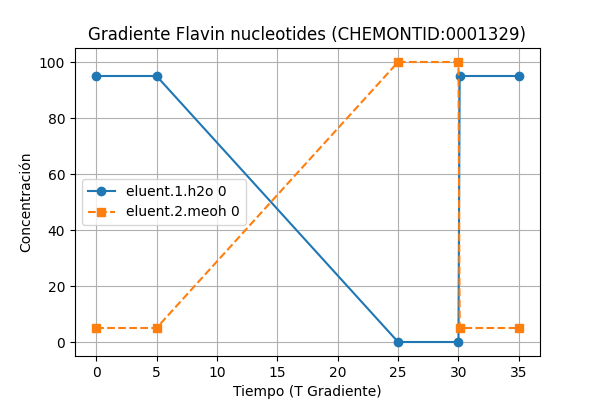 Gradiente Flavin nucleotides (CHEMONTID:0001329)
100
80
60
40
20
0
Concentración
eluent.1.h2o 0
eluent.2.meoh 0
0 5 10 15 20 25 30 35
Tiempo (T Gradiente)